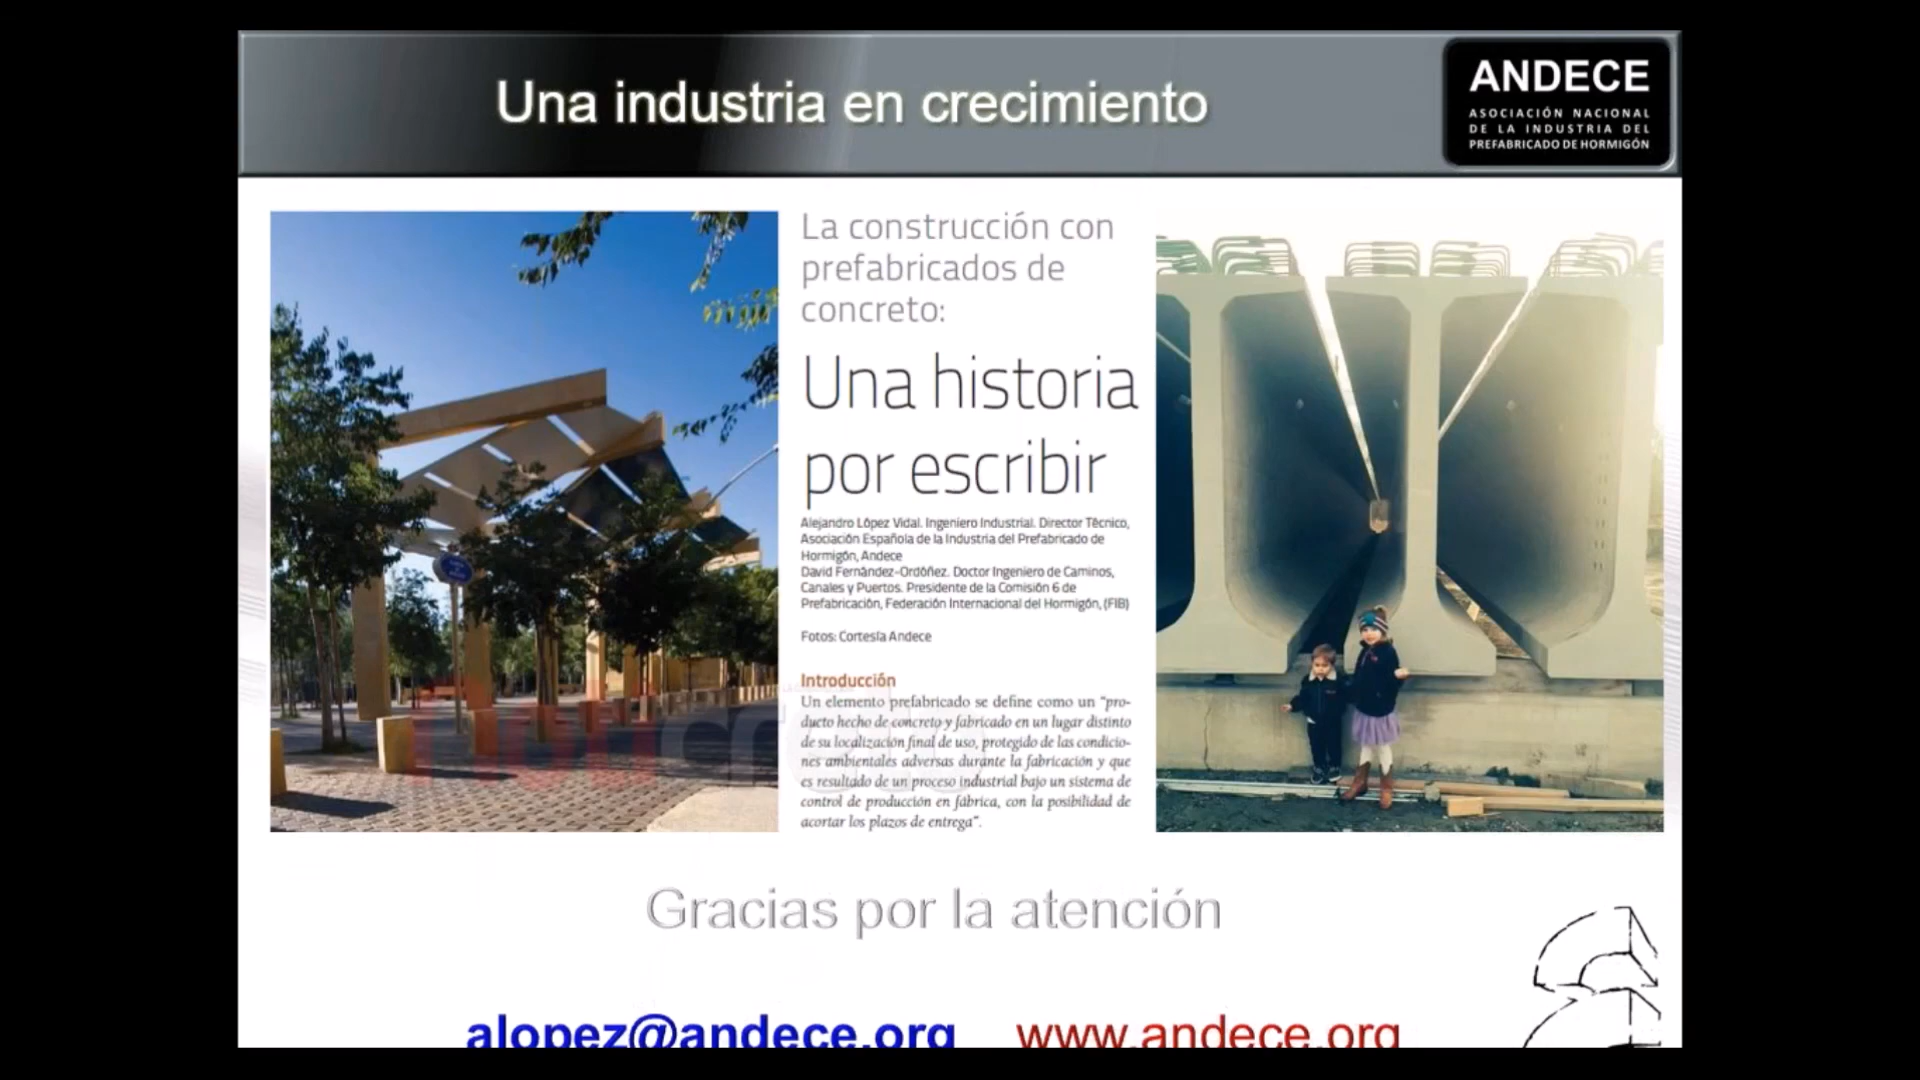 Una industria en crecimiento
ANDECE
ASOCIACIÓN NACIONAL
DE LA INDUSTRIA DEL
PREFABRICADO DE HORMIGÓN
La construcción con
prefabricados de
concreto:
Una historia
por escribir
Alejandro López Vidal. Ingeniero Industrial. Director Técnico,
Asociación Española de la Industria del Prefabricado de
Hormigón, Andece
David Fernández-Ordóñez. Doctor Ingeniero de Caminos,
Canales y Puertos. Presidente de la Comisión 6 de
Prefabricación, Federación Internacional del Hormigón, (FIB)
Fotos: Cortesía Andece
Introducción
Un elemento prefabricado se define como un “pro-
ducto hecho de concreto y fabricado en un lugar distinto
de su localización final de uso, protegido de las condicio-
nes ambientales adversas durante la fabricación y que
es resultado de un proceso industrial bajo un sistema de
control de producción en fábrica, con la posibilidad de
acortar los plazos de entrega“.
Gracias por la atención
alopez@andece.org
www.andece.org